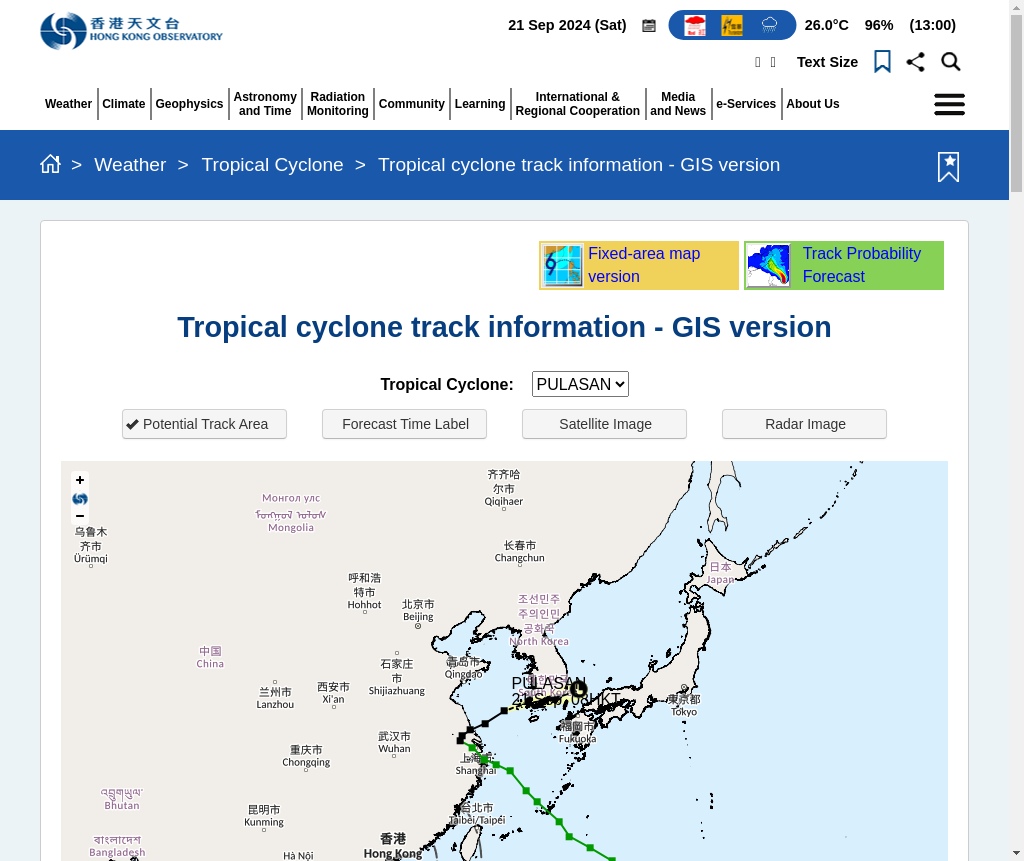 香港天文台
HONG KONG OBSERVATORY
21 Sep 2024 (Sat)
26.0°C 96% (13:00)
Text Size
Weather
Climate
Geophysics
Astronomy
and Time
Radiation
Monitoring
Community
Learning
International &
Regional Cooperation
Media
and News
e-Services
About Us
> Weather > Tropical Cyclone > Tropical cyclone track information - GIS version
Fixed-area map
version
Track Probability
Forecast
Tropical cyclone track information - GIS version
Tropical Cyclone: PULASAN
Potential Track Area
Forecast Time Label
Satellite Image
Radar Image
+
−
齐齐哈
尔市
Qiqihaer
Монгол улс
Mongolia
乌鲁木
齐市
Ürümqi
长春市
Changchun
日本
Japan
呼和浩
特市
Hohhot
北京市
Beijing
조선민주
주의인민
공화국
North Korea
中国
China
石家庄
市
Shijiazhuang
青岛市
Qingdao
PULASAN
兰州市
Lanzhou
西安市
Xi'an
東京都
Tokyo
福岡市
Fukuoka
武汉市
Wuhan
重庆市
Chongqing
上海市
Shanghai
འབྲུག་ཡུལ་
Bhutan
昆明市
Kunming
台北市
Taibei/Taipei
বাংলাদেশ
Bangladesh
香港
Hong Kong
Hà Nội